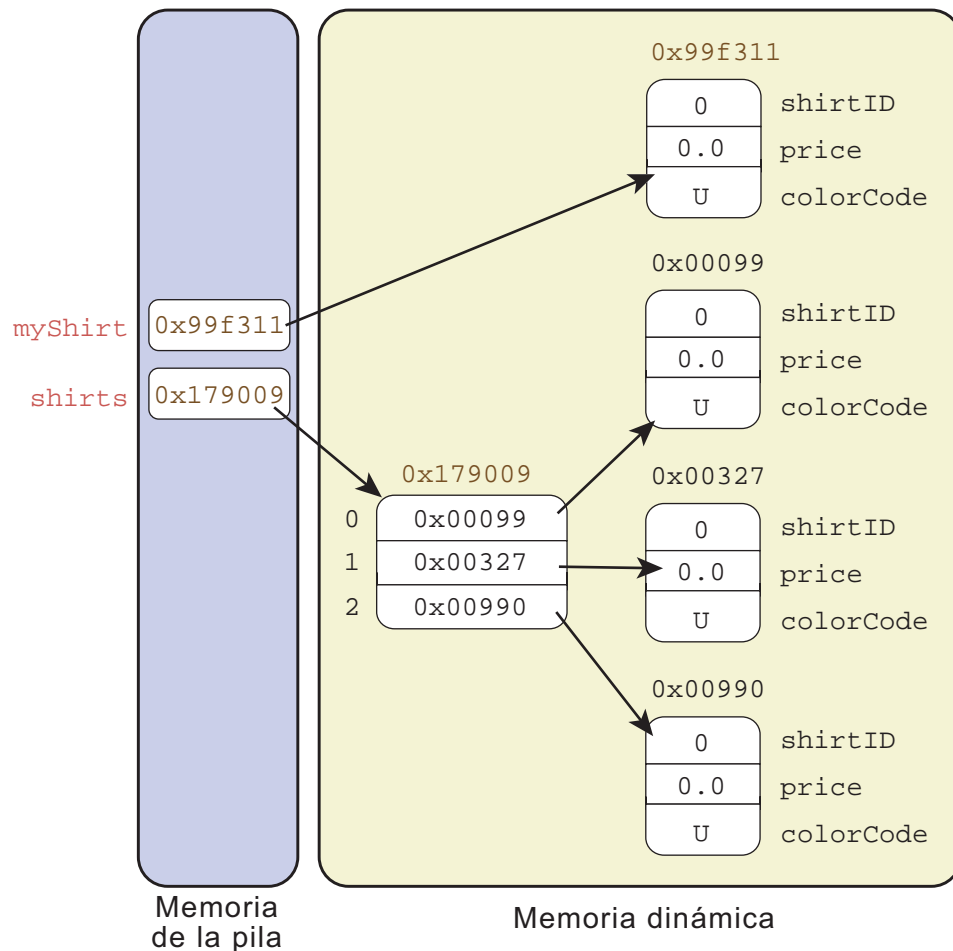 0x99f311
0 shirtID
0.0 price
U colorCode
0x00099
0 shirtID
0.0 price
U colorCode
myShirt 0x99f311
shirts 0x179009
0x179009
0 0x00099
1 0x00327
2 0x00990
0x00327
0 shirtID
0.0 price
U colorCode
0x00990
0 shirtID
0.0 price
U colorCode
Memoria
de la pila
Memoria dinámica